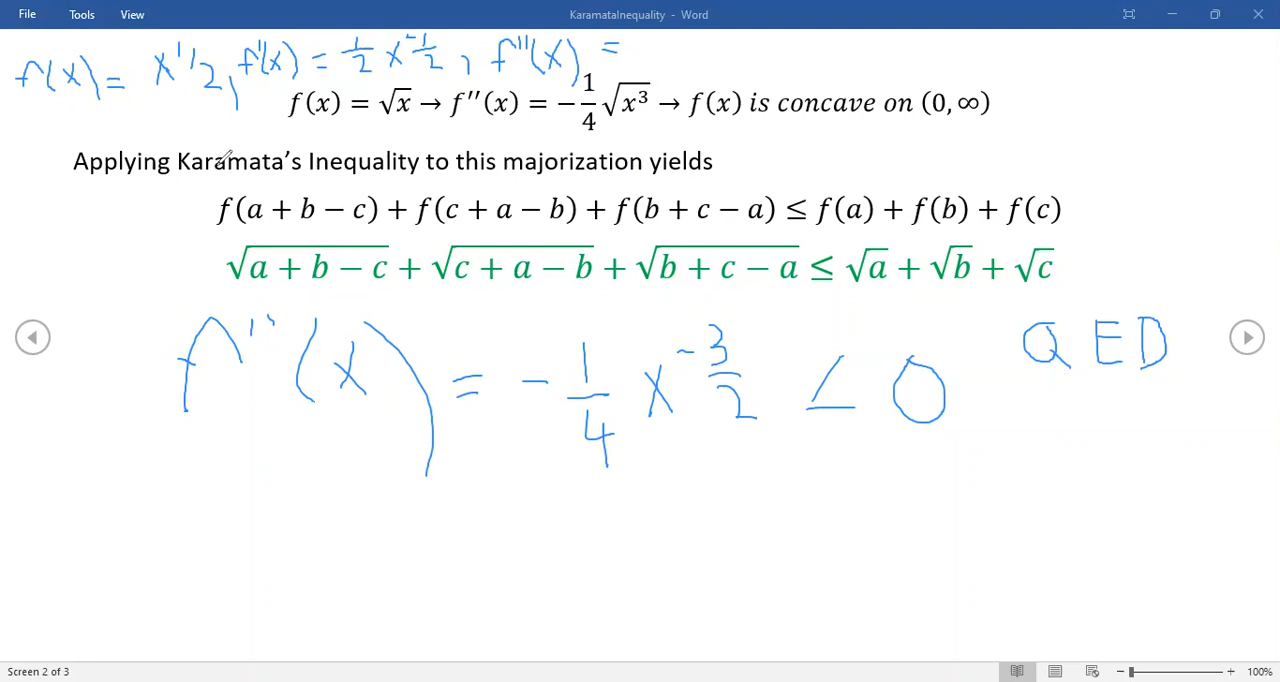 File Tools View KaramataInequality - Word
f(x) = x^1/2, f'(x) = 1/2 x^-1/2, f''(x) =
f(x) = √x → f′′(x) = −1/4 √x³ → f(x) is concave on (0, ∞)
Applying Karamata's Inequality to this majorization yields
f(a + b − c) + f(c + a − b) + f(b + c − a) ≤ f(a) + f(b) + f(c)
√a + b − c + √c + a − b + √b + c − a ≤ √a + √b + √c
f''(x) = -1/4 x^-3/2 < 0 QED
Screen 2 of 3 100%